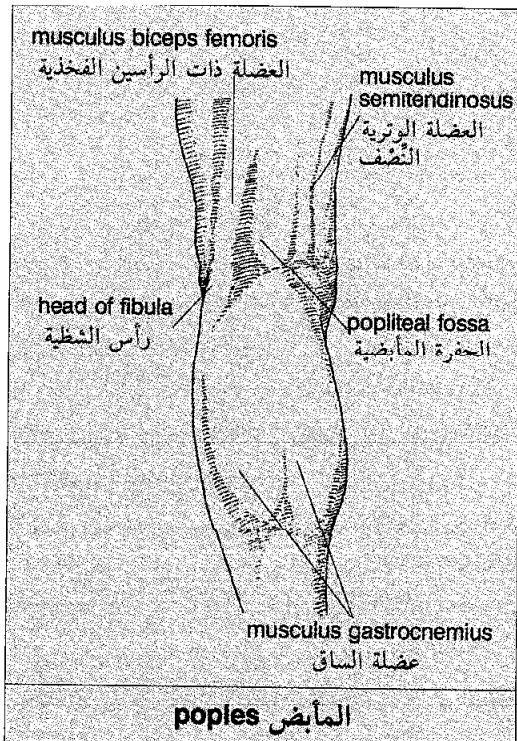 musculus biceps femoris
العضلة ذات الرأسين الفخذية
musculus
semitendinosus
العضلة الوترية
النّصْف
head of fibula
رأس الشظية
popliteal fossa
الحفرة المأبضية
musculus gastrocnemius
عضلة الساق
المأبض poples